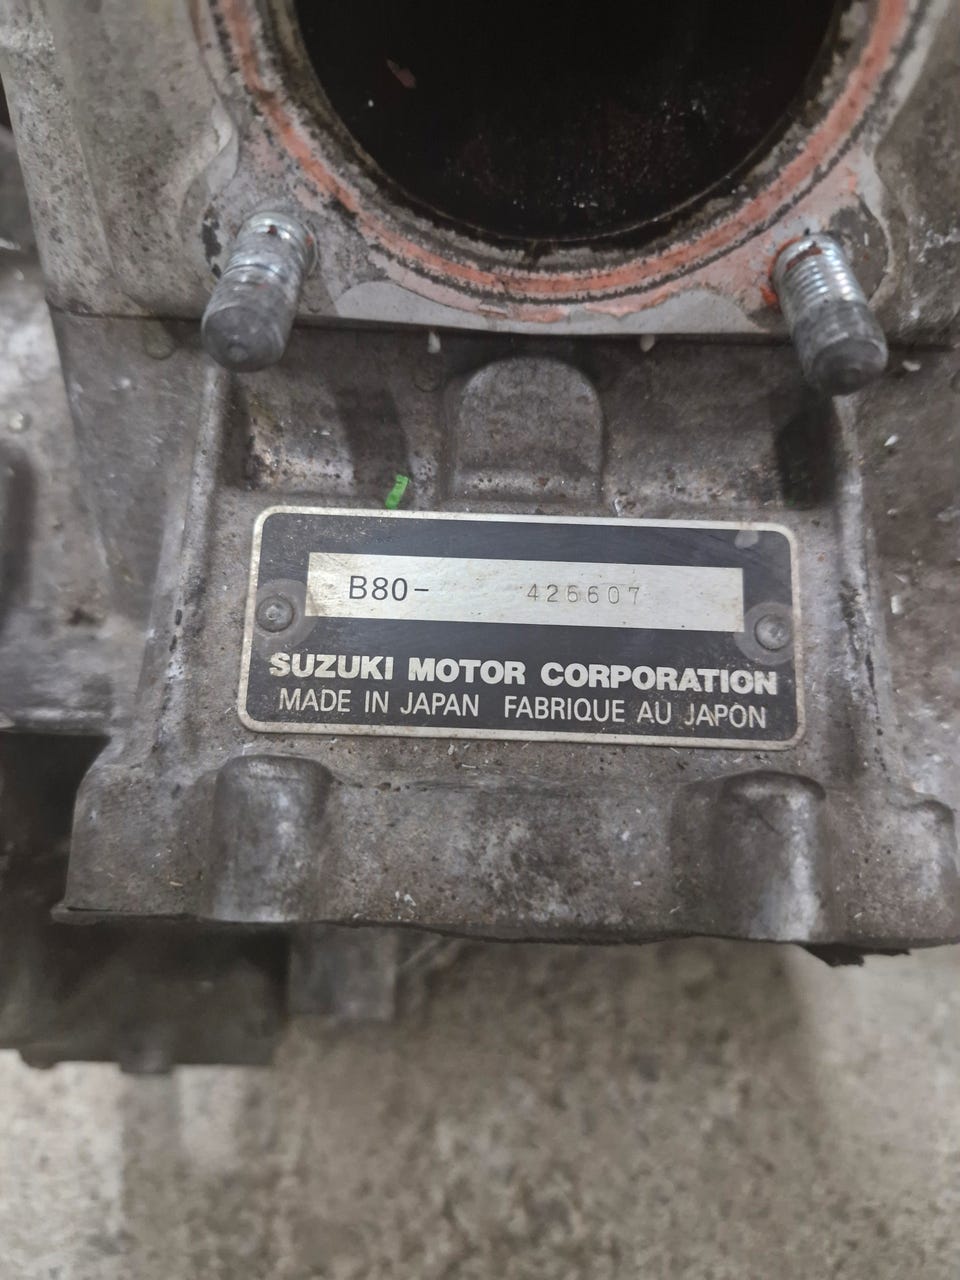 B80- 426607
SUZUKI MOTOR CORPORATION
MADE IN JAPAN FABRIQUE AU JAPON